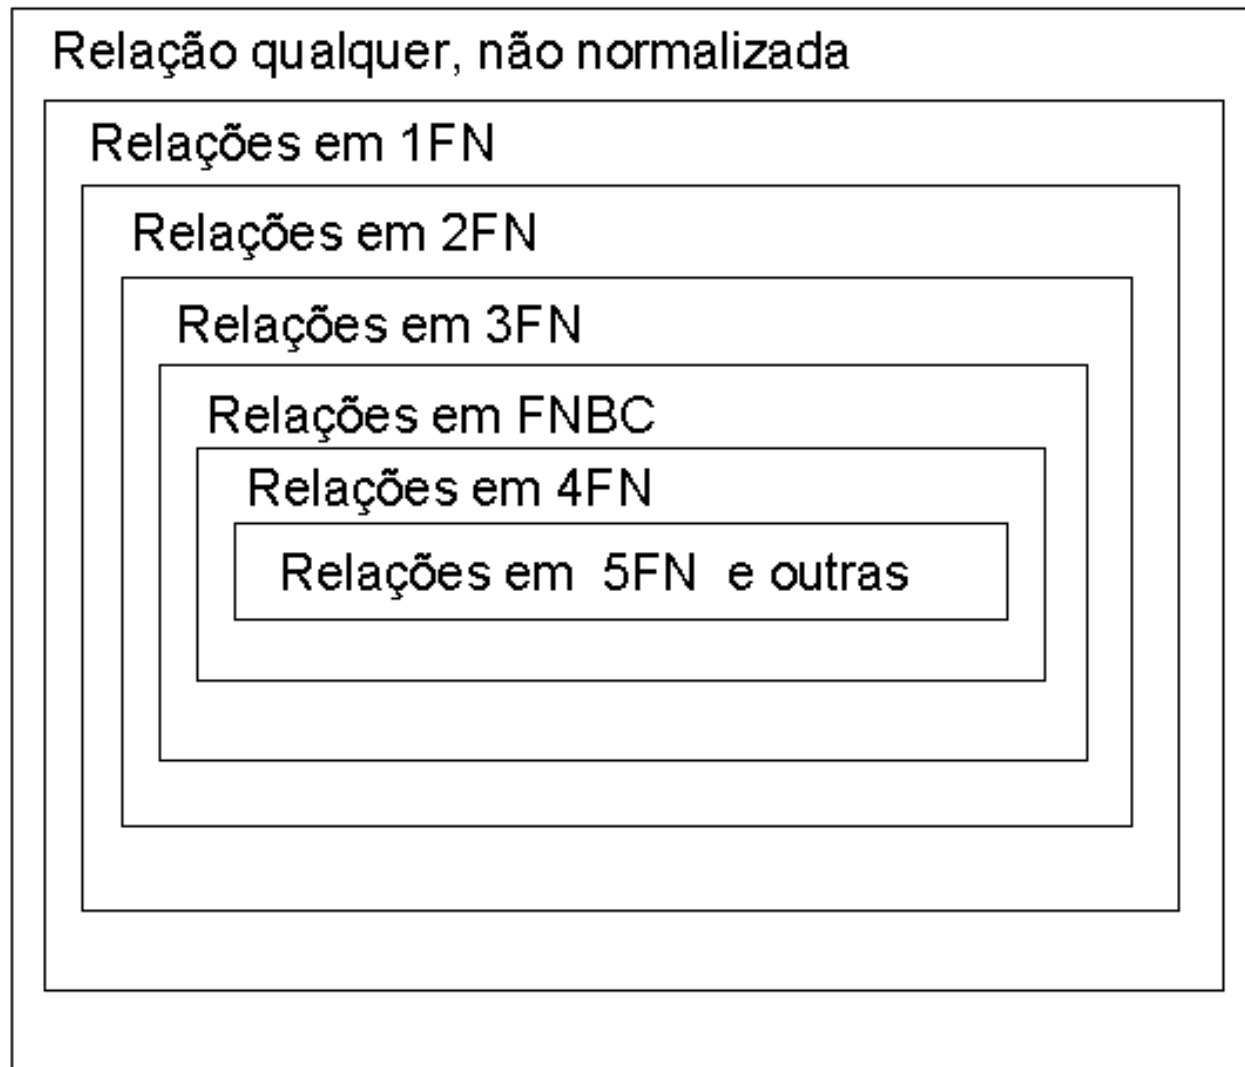 Relação qualquer, não normalizada
Relações em 1FN
Relações em 2FN
Relações em 3FN
Relações em FNBC
Relações em 4FN
Relações em 5FN e outras